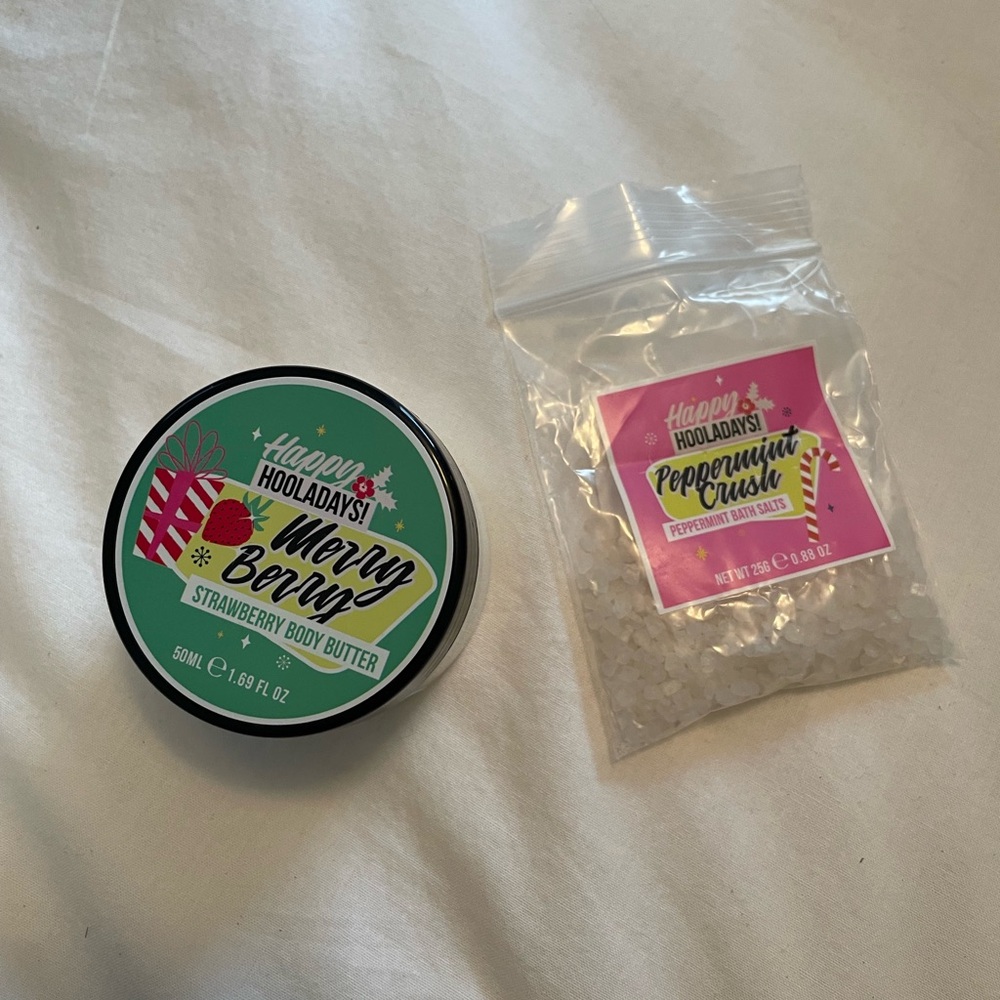 Happy
HOOLADAYS!
Merry
Berry
STRAWBERRY BODY BUTTER
50ML ℮ 1.69 FL OZ
Happy
HOOLADAYS!
Peppermint
Crush
PEPPERMINT BATH SALTS
NET WT 25G ℮ 0.88 OZ